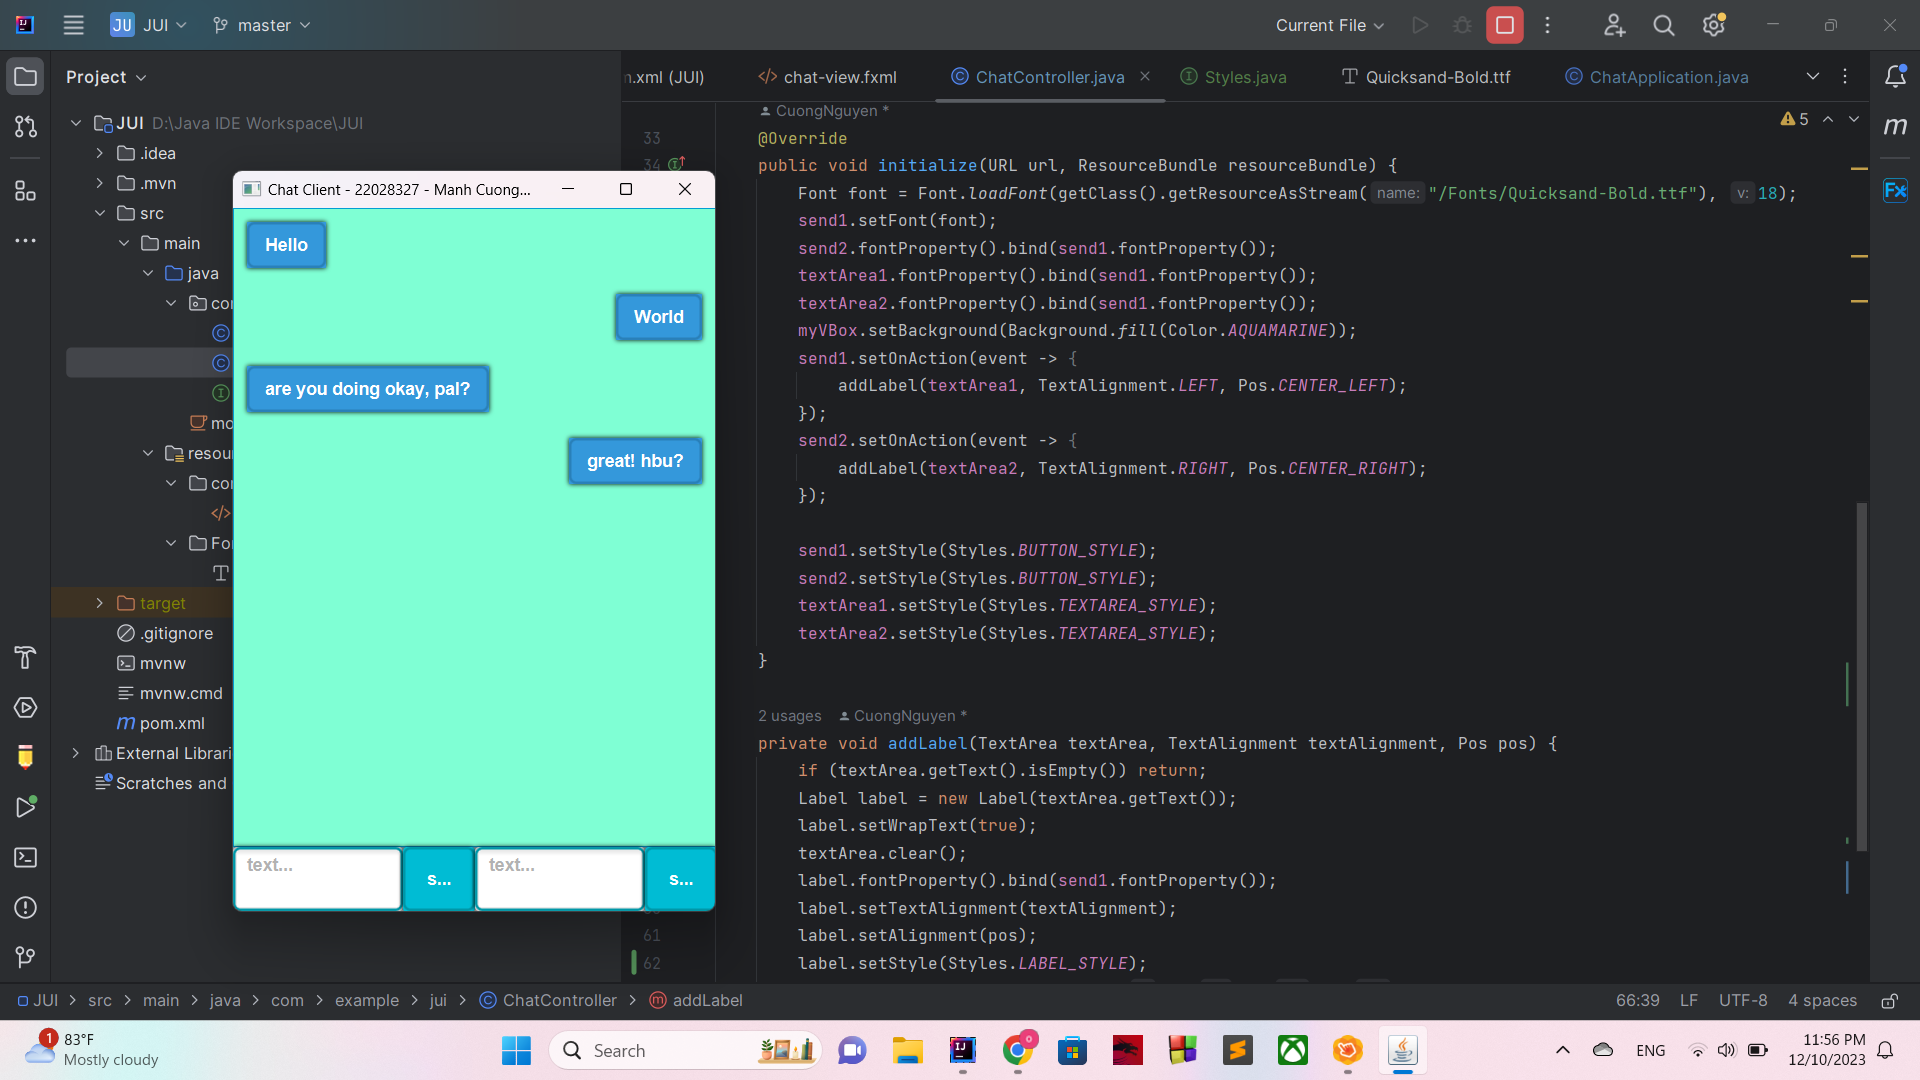 JU JUI
master
Current File
Project
n.xml (JUI)
chat-view.fxml
ChatController.java
Styles.java
Quicksand-Bold.ttf
ChatApplication.java
JUI D:\Java IDE Workspace\JUI
.idea
.mvn
src
main
java
resou
target
.gitignore
mvnw
mvnw.cmd
pom.xml
External Librari
Scratches and
Chat Client - 22028327 - Manh Cuong...
Hello
World
are you doing okay, pal?
great! hbu?
text...
s...
text...
s...
CuongNguyen *
5
33 @Override
34 public void initialize(URL url, ResourceBundle resourceBundle) {
Font font = Font.loadFont(getClass().getResourceAsStream( name: "/Fonts/Quicksand-Bold.ttf"), v: 18);
send1.setFont(font);
send2.fontProperty().bind(send1.fontProperty());
textArea1.fontProperty().bind(send1.fontProperty());
textArea2.fontProperty().bind(send1.fontProperty());
myVBox.setBackground(Background.fill(Color.AQUAMARINE));
send1.setOnAction(event -> {
addLabel(textArea1, TextAlignment.LEFT, Pos.CENTER_LEFT);
});
send2.setOnAction(event -> {
addLabel(textArea2, TextAlignment.RIGHT, Pos.CENTER_RIGHT);
});
send1.setStyle(Styles.BUTTON_STYLE);
send2.setStyle(Styles.BUTTON_STYLE);
textArea1.setStyle(Styles.TEXTAREA_STYLE);
textArea2.setStyle(Styles.TEXTAREA_STYLE);
}
2 usages CuongNguyen *
private void addLabel(TextArea textArea, TextAlignment textAlignment, Pos pos) {
if (textArea.getText().isEmpty()) return;
Label label = new Label(textArea.getText());
label.setWrapText(true);
textArea.clear();
label.fontProperty().bind(send1.fontProperty());
label.setTextAlignment(textAlignment);
61 label.setAlignment(pos);
62 label.setStyle(Styles.LABEL_STYLE);
JUI > src > main > java > com > example > jui > ChatController > addLabel
66:39 LF UTF-8 4 spaces
1 83°F
Mostly cloudy
Search
ENG
11:56 PM
12/10/2023